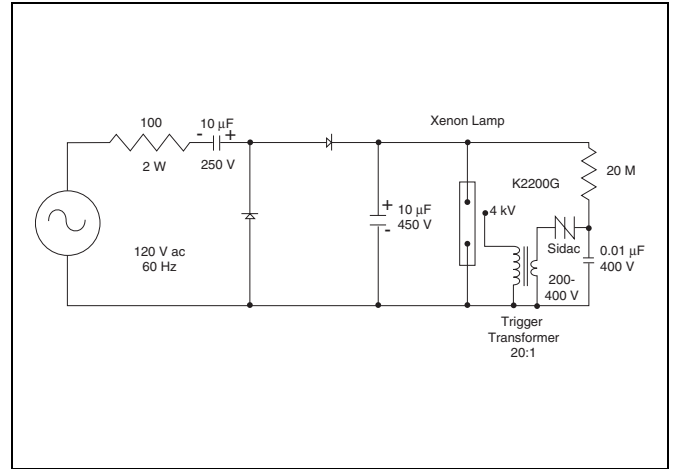 100
2 W
- 10 μF +
250 V
120 V ac
60 Hz
+ 10 μF
- 450 V
Xenon Lamp
4 kV
K2200G
Sidac
20 M
0.01 μF
400 V
200-
400 V
Trigger
Transformer
20:1